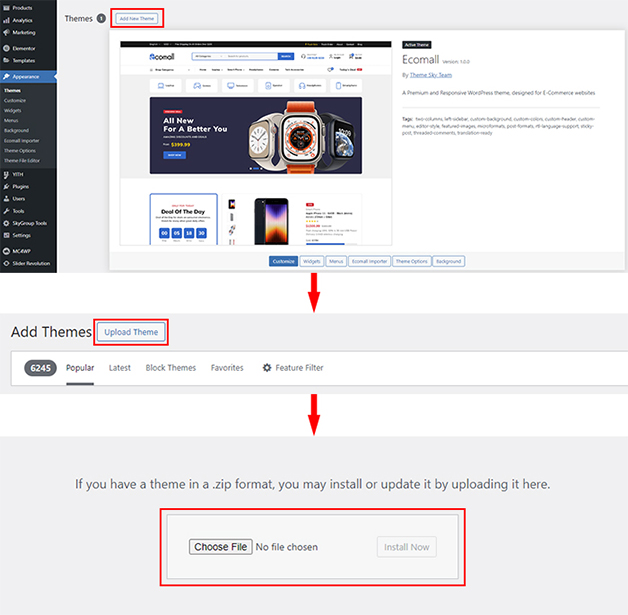 Products
Analytics
Marketing
Elementor
Templates
Appearance
Themes
Customize
Widgets
Menus
Background
Ecomall Importer
Theme Options
Theme File Editor
YITH
Plugins
Users
Tools
SkyGroup Tools
Settings
MC4WP
Slider Revolution
Themes 1 Add New Theme
Ecomall
All New
For A Better You
$399.99
Deal Of The Day
00 05 18 30
Active Theme
Ecomall Version: 1.0.0
By Theme Sky Team
A Premium and Responsive WordPress theme, designed for E-Commerce websites
Tags: two-columns, left-sidebar, custom-background, custom-colors, custom-header, custom-
menu, editor-style, featured-images, microformats, post-formats, rtl-language-support, sticky-
post, threaded-comments, translation-ready
Customize Widgets Menus Ecomall Importer Theme Options Background
Add Themes Upload Theme
6245 Popular Latest Block Themes Favorites Feature Filter
If you have a theme in a .zip format, you may install or update it by uploading it here.
Choose File No file chosen Install Now